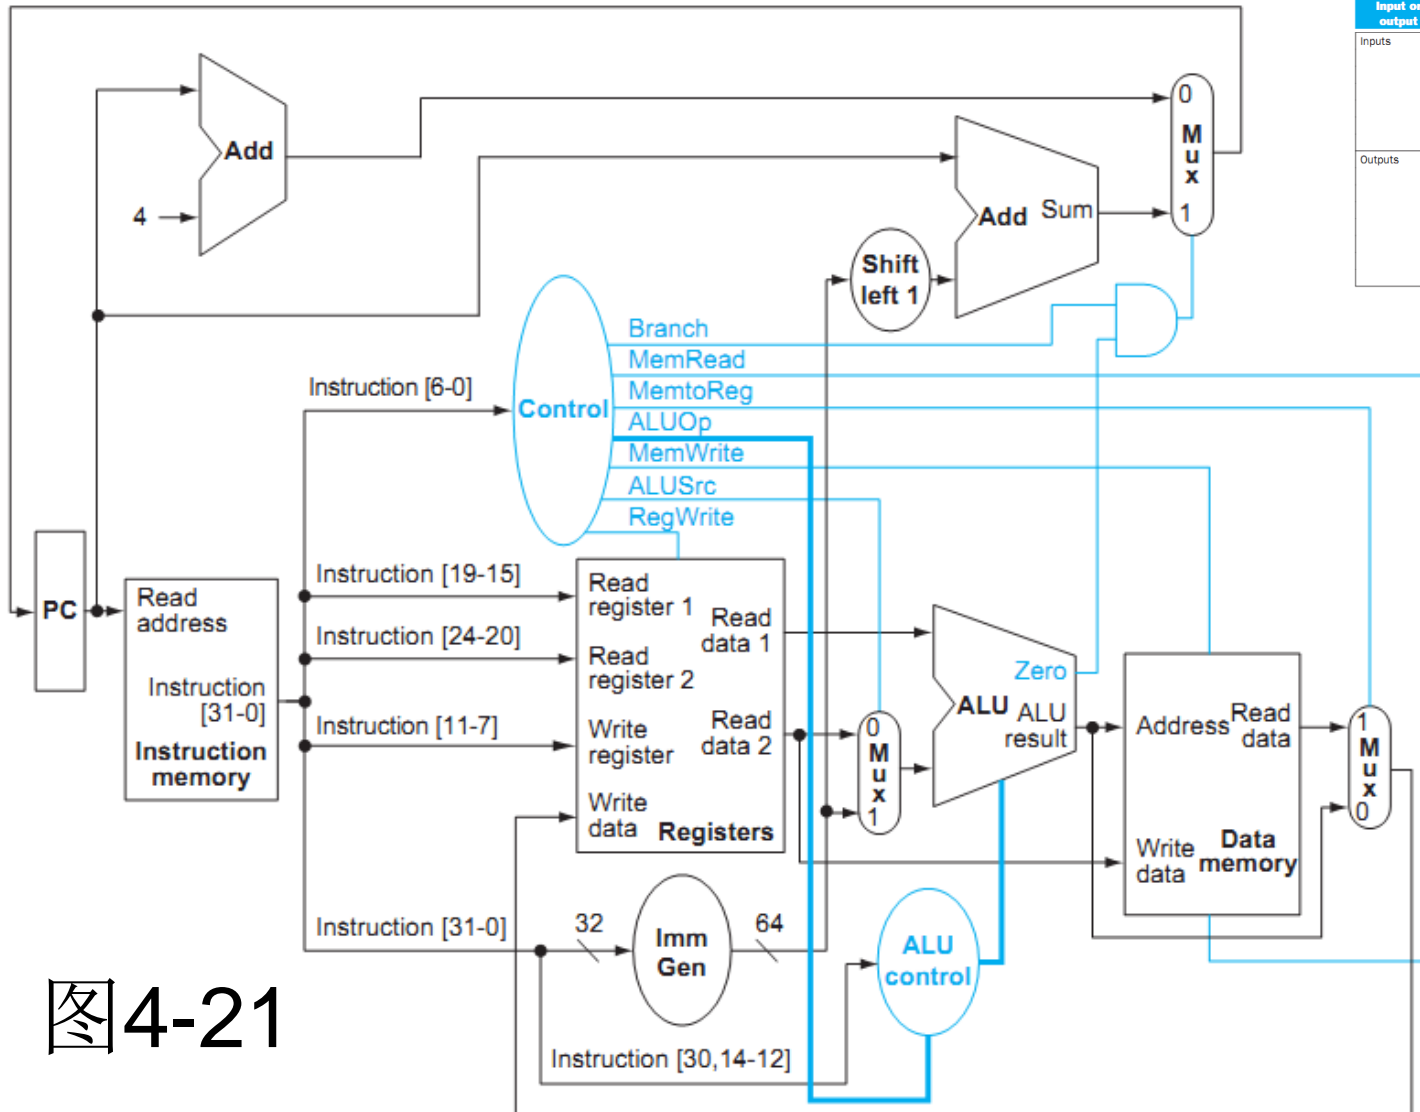 Input or
output
Inputs
Outputs
0
M
u
x
1
Add
4
Add
Sum
Shift
left 1
Branch
MemRead
MemtoReg
ALUOp
MemWrite
ALUSrc
RegWrite
Control
Instruction [6-0]
PC
Read
address
Instruction
[31-0]
Instruction
memory
Instruction [19-15]
Instruction [24-20]
Instruction [11-7]
Instruction [31-0]
Read
register 1
Read
register 2
Write
register
Write
data
Registers
Read
data 1
Read
data 2
0
M
u
x
1
Zero
ALU
ALU
result
Address
Read
data
Write
data
Data
memory
1
M
u
x
0
32
Imm
Gen
64
ALU
control
Instruction [30,14-12]
图4-21